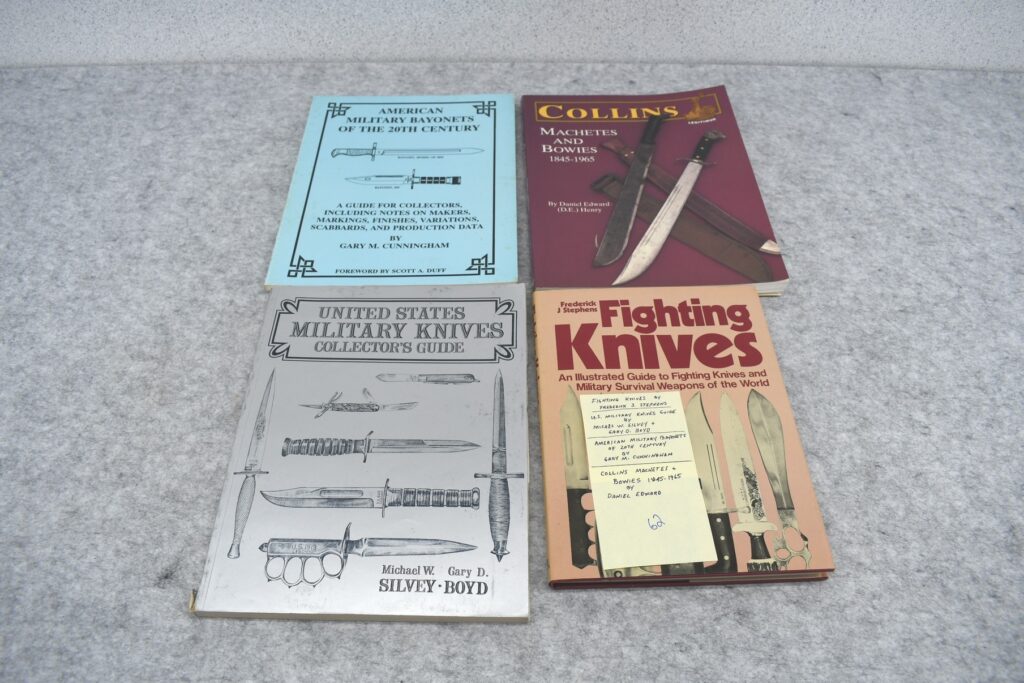 AMERICAN
MILITARY BAYONETS
OF THE 20TH CENTURY
A GUIDE FOR COLLECTORS,
INCLUDING NOTES ON MAKERS,
MARKINGS, FINISHES, VARIATIONS,
SCABBARDS, AND PRODUCTION DATA
BY
GARY M. CUNNINGHAM
FOREWORD BY SCOTT A. DUFF
COLLINS
MACHETES
AND
BOWIES
1845-1965
By Daniel Edward
(D.E.) Henry
UNITED STATES
MILITARY KNIVES
COLLECTOR'S GUIDE
Michael W. Gary D.
SILVEY · BOYD
Frederick
J Stephens
Fighting
Knives
An Illustrated Guide to Fighting Knives and
Military Survival Weapons of the World
FIGHTING KNIVES BY
FREDERICK J. STEPHENS
U.S. MILITARY KNIVES GUIDE
BY
MICHAEL W. SILVEY +
GARY D. BOYD
AMERICAN MILITARY BAYONETS
OF 20TH CENTURY
BY
GARY M. CUNNINGHAM
COLLINS MACHETES +
BOWIES 1845-1965
BY
DANIEL EDWARD
62